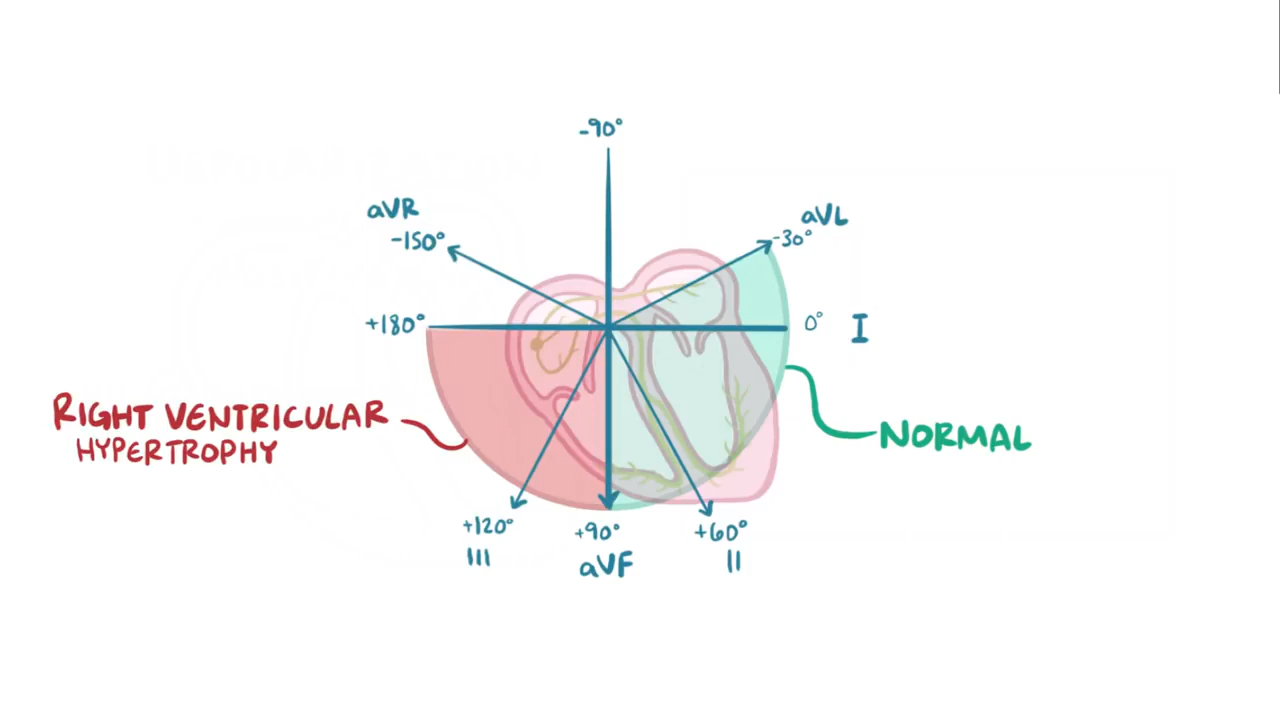 -90°
aVR
aVL
-150°
-30°
+180°
0°
I
RIGHT VENTRICULAR
HYPERTROPHY
NORMAL
+120°
+90°
+60°
III
aVF
II